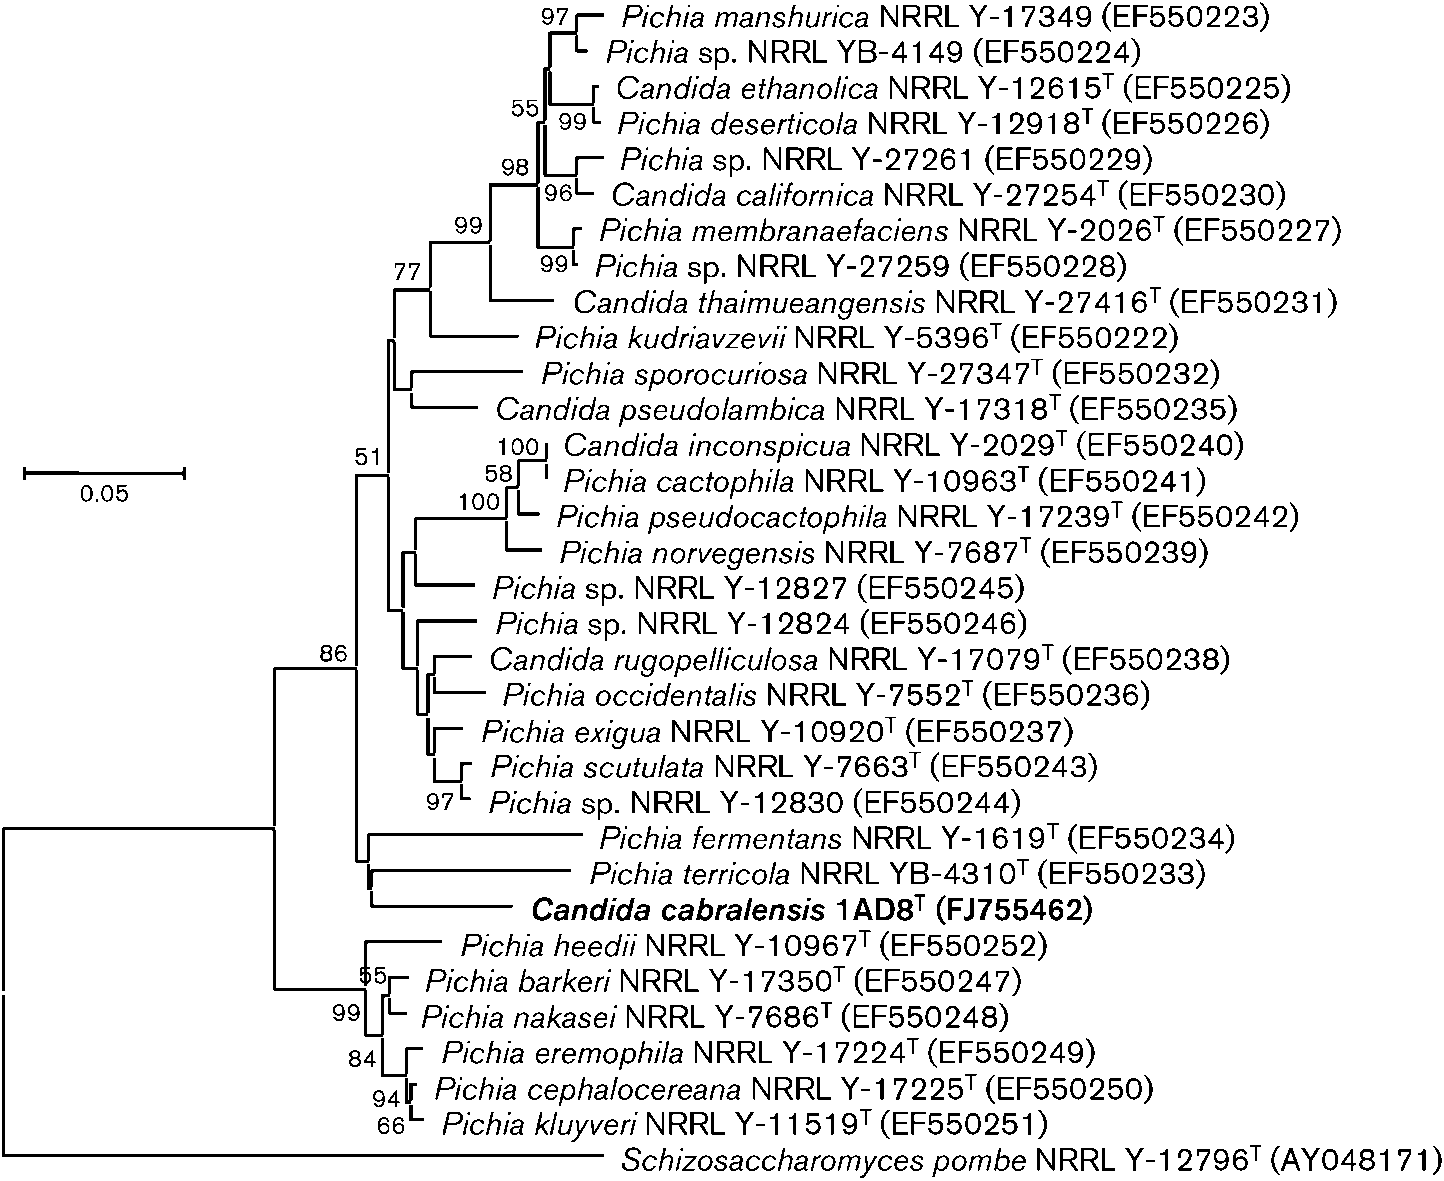 97 Pichia manshurica NRRL Y-17349 (EF550223)
Pichia sp. NRRL YB-4149 (EF550224)
Candida ethanolica NRRL Y-12615T (EF550225)
55
99 Pichia deserticola NRRL Y-12918T (EF550226)
Pichia sp. NRRL Y-27261 (EF550229)
98
96 Candida californica NRRL Y-27254T (EF550230)
99 Pichia membranaefaciens NRRL Y-2026T (EF550227)
99 Pichia sp. NRRL Y-27259 (EF550228)
77
Candida thaimueangensis NRRL Y-27416T (EF550231)
Pichia kudriavzevii NRRL Y-5396T (EF550222)
Pichia sporocuriosa NRRL Y-27347T (EF550232)
Candida pseudolambica NRRL Y-17318T (EF550235)
100 Candida inconspicua NRRL Y-2029T (EF550240)
51
58 Pichia cactophila NRRL Y-10963T (EF550241)
0.05
100
Pichia pseudocactophila NRRL Y-17239T (EF550242)
Pichia norvegensis NRRL Y-7687T (EF550239)
Pichia sp. NRRL Y-12827 (EF550245)
Pichia sp. NRRL Y-12824 (EF550246)
86 Candida rugopelliculosa NRRL Y-17079T (EF550238)
Pichia occidentalis NRRL Y-7552T (EF550236)
Pichia exigua NRRL Y-10920T (EF550237)
Pichia scutulata NRRL Y-7663T (EF550243)
97 Pichia sp. NRRL Y-12830 (EF550244)
Pichia fermentans NRRL Y-1619T (EF550234)
Pichia terricola NRRL YB-4310T (EF550233)
Candida cabralensis 1AD8T (FJ755462)
Pichia heedii NRRL Y-10967T (EF550252)
55 Pichia barkeri NRRL Y-17350T (EF550247)
99 Pichia nakasei NRRL Y-7686T (EF550248)
84 Pichia eremophila NRRL Y-17224T (EF550249)
94 Pichia cephalocereana NRRL Y-17225T (EF550250)
66 Pichia kluyveri NRRL Y-11519T (EF550251)
Schizosaccharomyces pombe NRRL Y-12796T (AY048171)